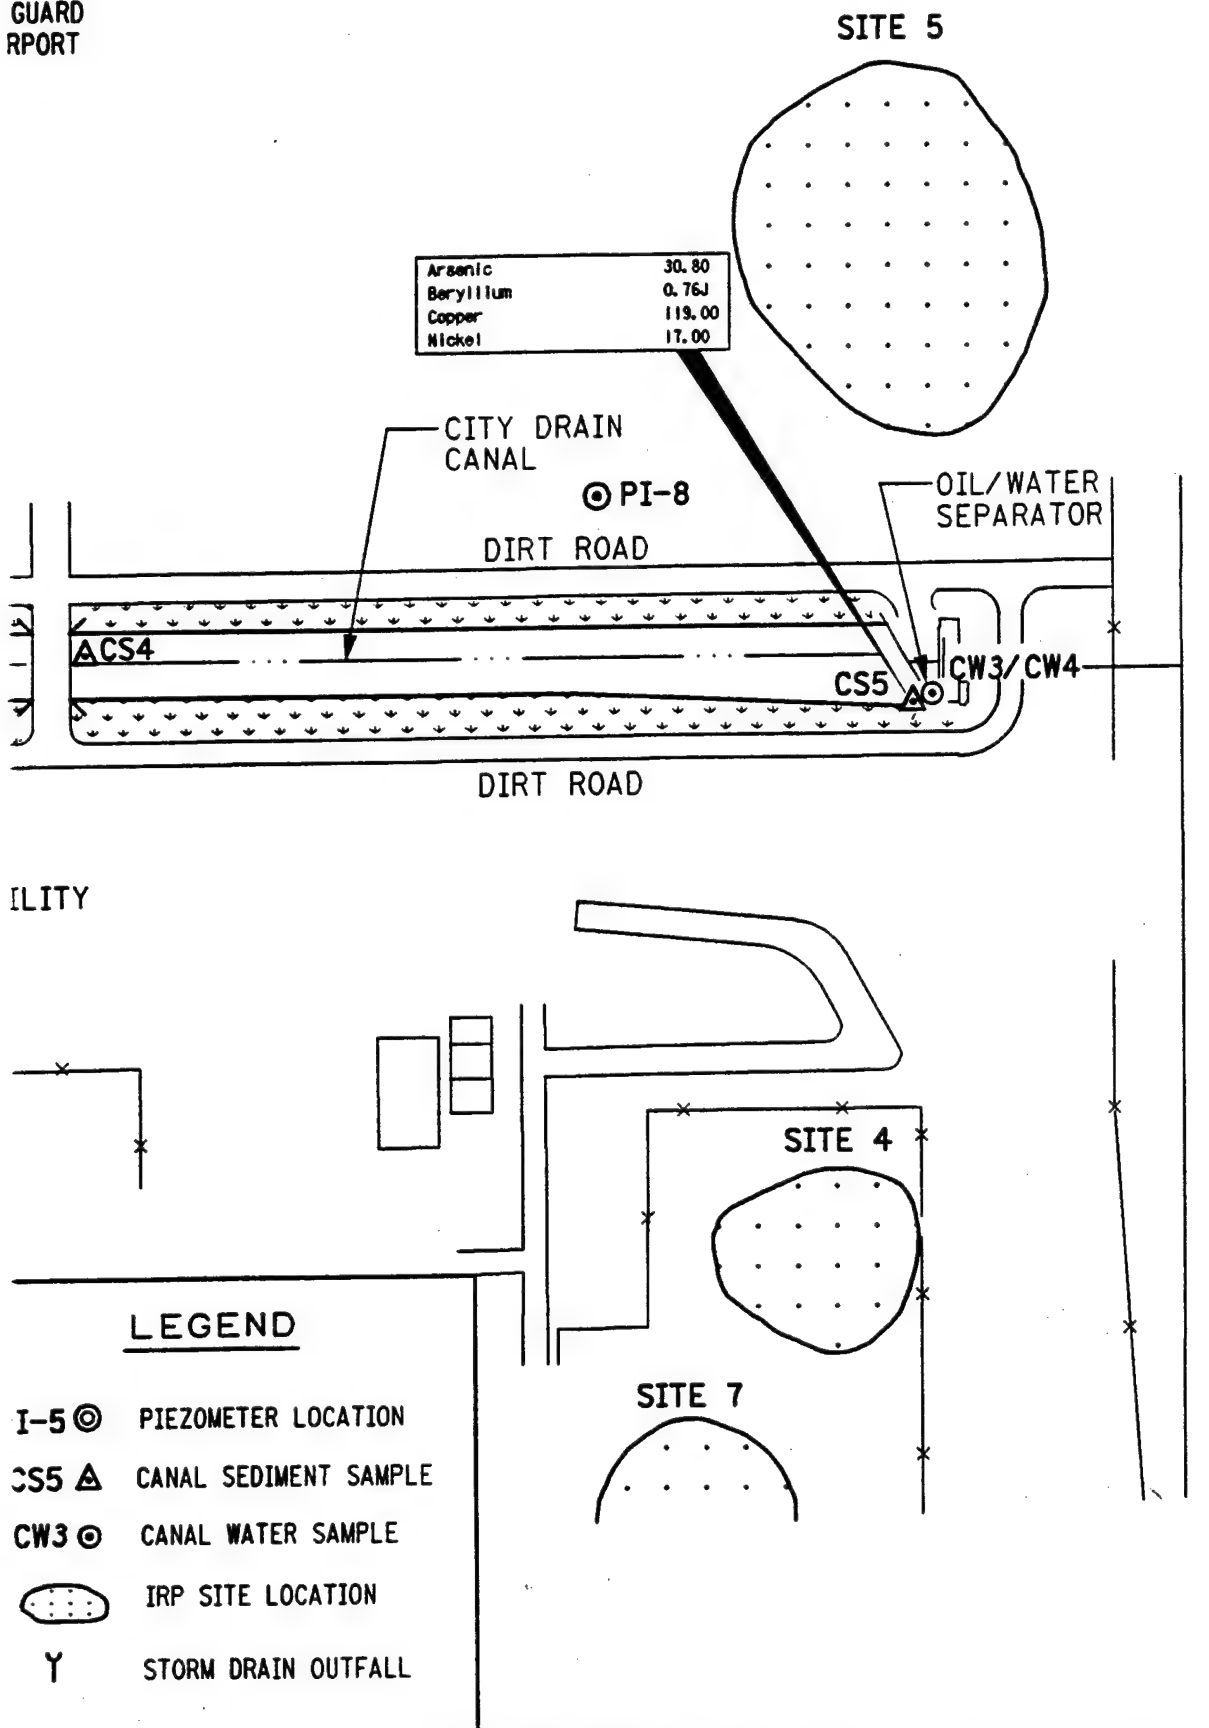 GUARD
RPORT
SITE 5
Arsenic 30.80
Beryllium 0.76J
Copper 119.00
Nickel 17.00
CITY DRAIN
CANAL
PI-8
OIL/WATER
SEPARATOR
DIRT ROAD
CS4
CS5
CW3/CW4
DIRT ROAD
ILITY
SITE 4
SITE 7
LEGEND
I-5 PIEZOMETER LOCATION
CS5 CANAL SEDIMENT SAMPLE
CW3 CANAL WATER SAMPLE
IRP SITE LOCATION
STORM DRAIN OUTFALL